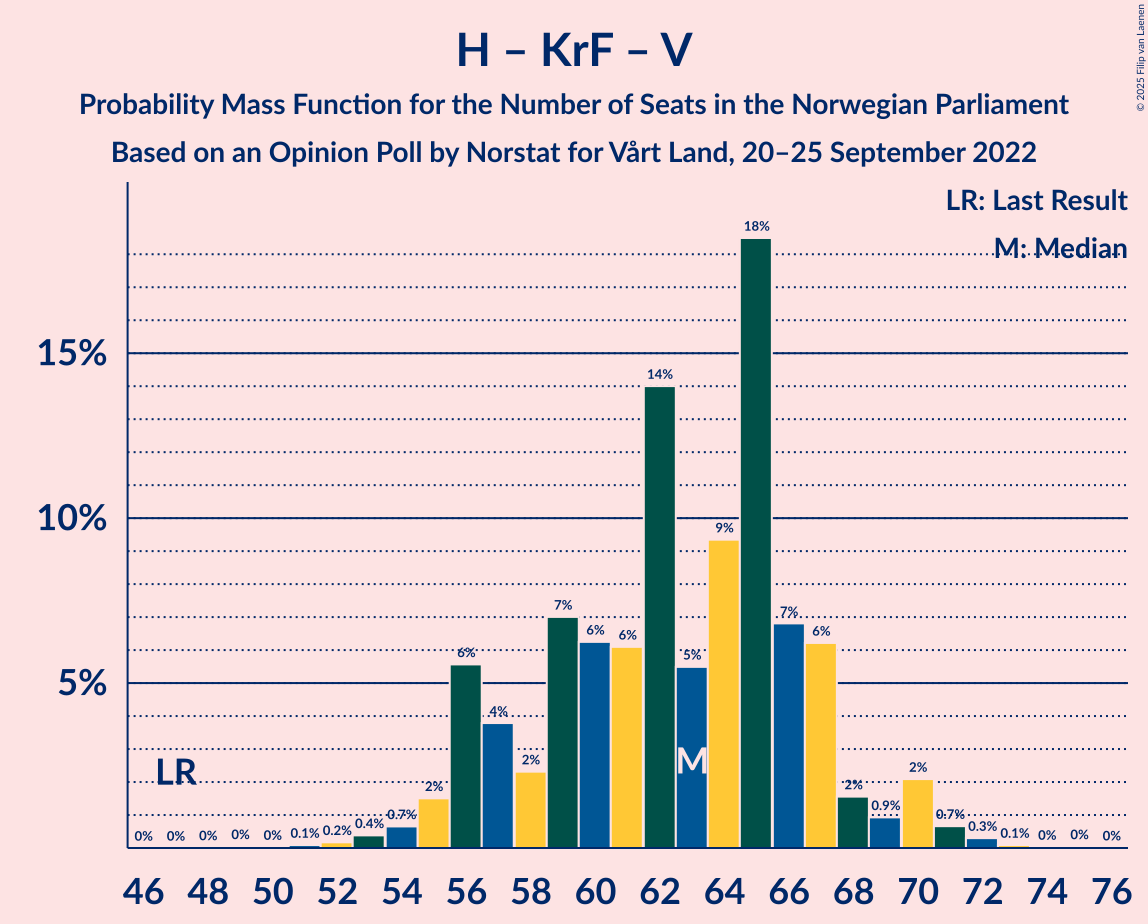 H – KrF – V
Probability Mass Function for the Number of Seats in the Norwegian Parliament
Based on an Opinion Poll by Norstat for Vårt Land, 20–25 September 2022
© 2025 Filip van Laenen
LR: Last Result
M: Median
18%
15%
14%
10%
9%
7% 6% 6% 5% 7% 6%
6%
5%
4%
2% 2% 2% 2%
LR
M
0% 0% 0% 0% 0% 0.1% 0.2% 0.4% 0.7% 0.9% 0.7% 0.3% 0.1% 0% 0% 0%
46 48 50 52 54 56 58 60 62 64 66 68 70 72 74 76